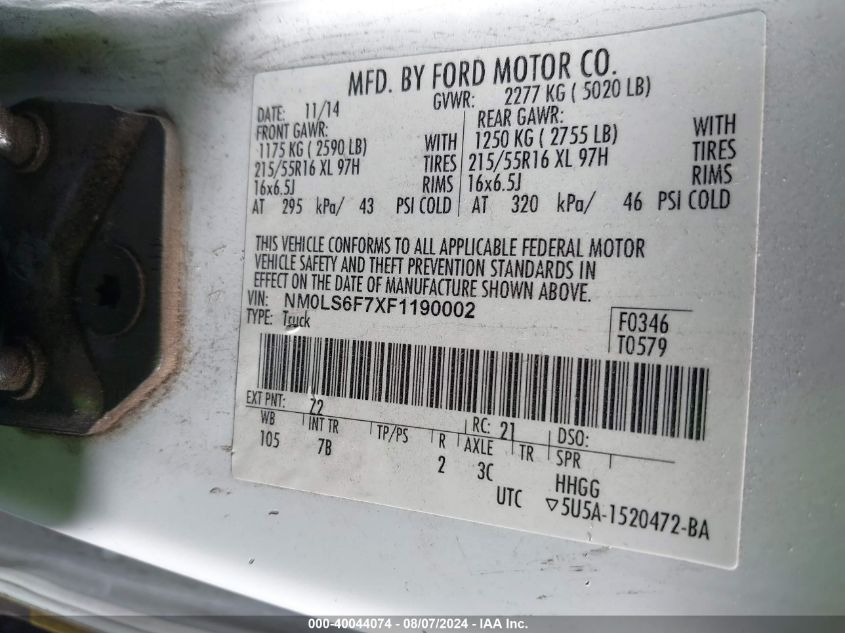 MFD. BY FORD MOTOR CO.
DATE: 11/14 GVWR: 2277 KG ( 5020 LB)
FRONT GAWR: REAR GAWR:
1175 KG ( 2590 LB) WITH 1250 KG ( 2755 LB) WITH
215/55R16 XL 97H TIRES 215/55R16 XL 97H TIRES
16x6.5J RIMS 16x6.5J RIMS
AT 295 kPa/ 43 PSI COLD AT 320 kPa/ 46 PSI COLD
THIS VEHICLE CONFORMS TO ALL APPLICABLE FEDERAL MOTOR
VEHICLE SAFETY AND THEFT PREVENTION STANDARDS IN
EFFECT ON THE DATE OF MANUFACTURE SHOWN ABOVE.
VIN: NM0LS6F7XF1190002
TYPE: Truck
F0346
T0579
EXT PNT: Z2 RC: 21 DSO:
WB INT TR TP/PS R AXLE TR SPR
105 7B 2 3C HHGG
UTC ▽5U5A-1520472-BA
000-40044074 - 08/07/2024 - IAA Inc.